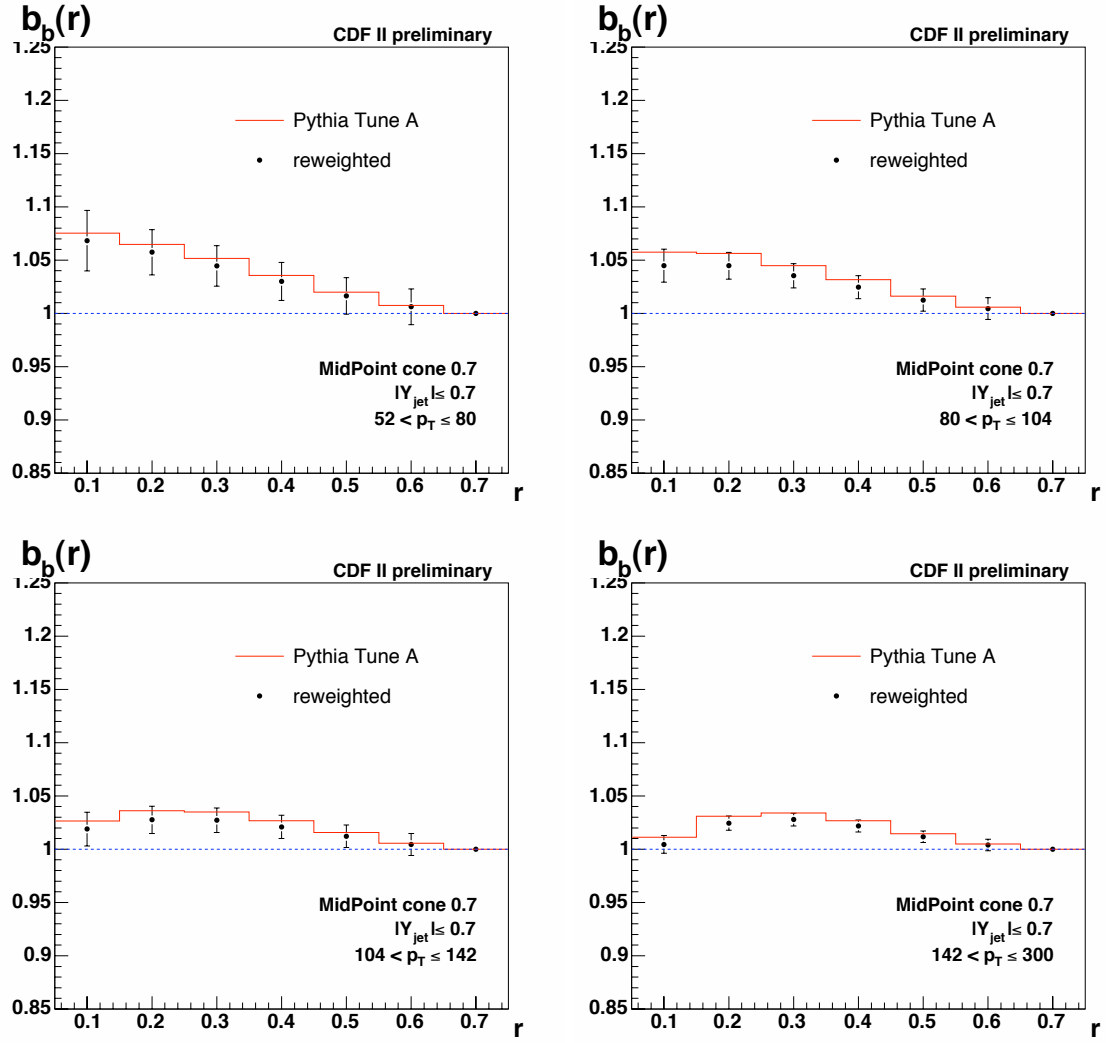 b_b(r)
CDF II preliminary
1.25
1.2
1.15
1.1
1.05
1
0.95
0.9
0.85
Pythia Tune A
reweighted
MidPoint cone 0.7
|Y_jet|≤ 0.7
52 < p_T ≤ 80
0.1 0.2 0.3 0.4 0.5 0.6 0.7 r
b_b(r)
CDF II preliminary
1.25
1.2
1.15
1.1
1.05
1
0.95
0.9
0.85
Pythia Tune A
reweighted
MidPoint cone 0.7
|Y_jet|≤ 0.7
80 < p_T ≤ 104
0.1 0.2 0.3 0.4 0.5 0.6 0.7 r
b_b(r)
CDF II preliminary
1.25
1.2
1.15
1.1
1.05
1
0.95
0.9
0.85
Pythia Tune A
reweighted
MidPoint cone 0.7
|Y_jet|≤ 0.7
104 < p_T ≤ 142
0.1 0.2 0.3 0.4 0.5 0.6 0.7 r
b_b(r)
CDF II preliminary
1.25
1.2
1.15
1.1
1.05
1
0.95
0.9
0.85
Pythia Tune A
reweighted
MidPoint cone 0.7
|Y_jet|≤ 0.7
142 < p_T ≤ 300
0.1 0.2 0.3 0.4 0.5 0.6 0.7 r